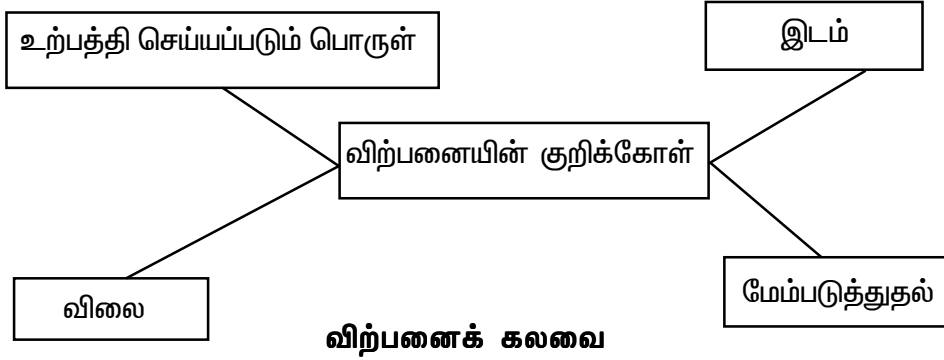 உற்பத்தி செய்யப்படும் பொருள்
இடம்
விற்பனையின் குறிக்கோள்
விலை
மேம்படுத்துதல்
விற்பனைக் கலவை